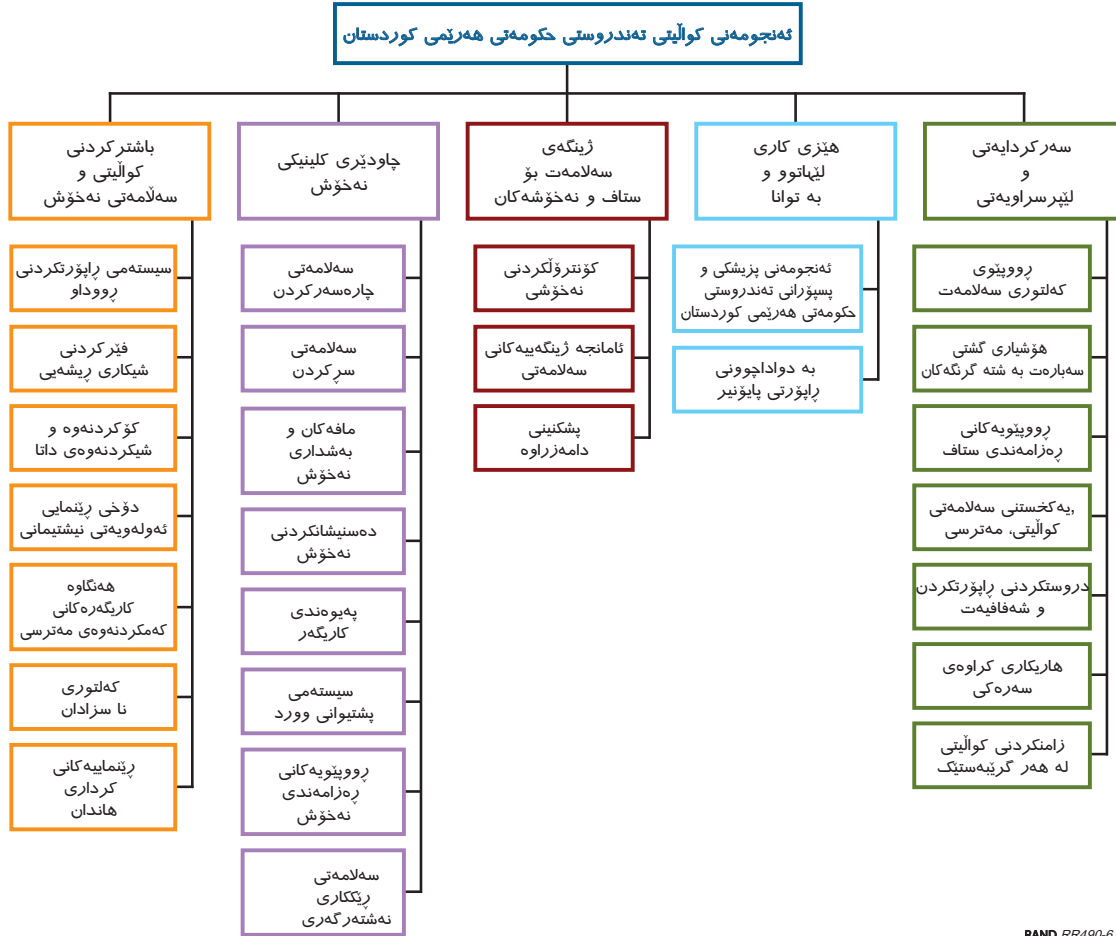 ئەنجومەنی کواڵیتی تەندروستی حکومەتی هەرێمی کوردستان
سەرکردایەتی
و
لێپرسراویەتی
ڕووپێوی
کەلتوری سەلامەت
هۆشیاری گشتی
سەبارەت بە شتە گرنگەکان
ڕووپێویەکانی
ڕەزامەندی ستاف
یەکخستنی سەلامەتی,
کواڵیتی، مەترسی
دروستکردنی ڕاپۆرتکردن
و شەفافیەت
هاریکاری کراوەی
سەرەکی
زامنکردنی کواڵیتی
لە هەر گرێبەستێک
هێزی کاری
لێهاتوو و
بە توانا
ئەنجومەنی پزیشکی و
پسپۆرانی تەندروستی
حکومەتی هەرێمی کوردستان
بە دواداچوونی
ڕاپۆرتی پایۆنیر
ژینگەی
سەلامەت بۆ
ستاف و نەخۆشەکان
کۆنترۆڵکردنی
نەخۆشی
ئامانجە ژینگەییەکانی
سەلامەتی
پشکنینی
دامەزراوە
چاودێری کلینیکی
نەخۆش
سەلامەتی
چارەسەرکردن
سەلامەتی
سڕکردن
مافەکان و
بەشداری
نەخۆش
دەسنیشانکردنی
نەخۆش
پەیوەندی
کاریگەر
سیستەمی
پشتیوانی وورد
ڕووپێویەکانی
ڕەزامەندی
نەخۆش
سەلامەتی
ڕێککاری
نەشتەرگەری
باشترکردنی
کواڵیتی و
سەڵامەتی نەخۆش
سیستەمی ڕاپۆرتکردنی
ڕووداو
فێرکردنی
شیکاری ڕیشەیی
کۆکردنەوە و
شیکردنەوەی داتا
دۆخی ڕێنمایی
ئەولەویەتی نیشتیمانی
هەنگاوە
کاریگەرەکانی
کەمکردنەوەی مەترسی
کەلتوری
نا سزادان
ڕێنماییەکانی
کرداری
هاندان
RAND RR490-6